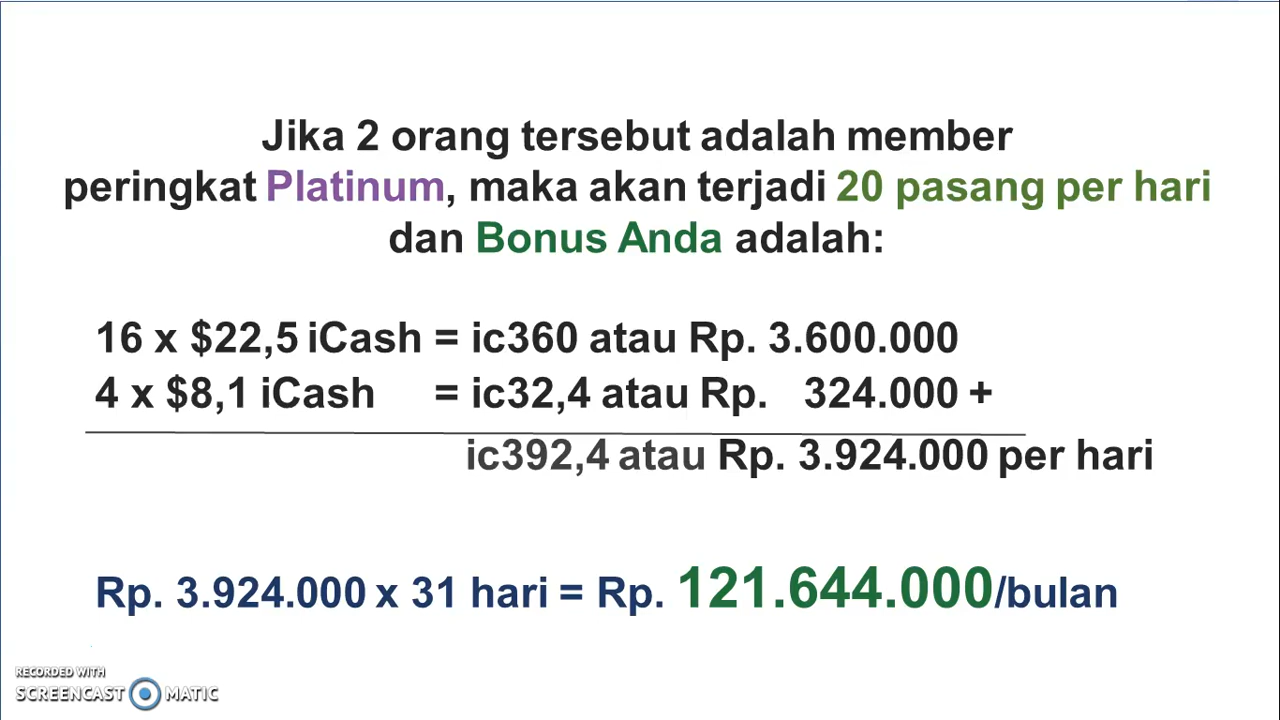 Jika 2 orang tersebut adalah member
peringkat Platinum, maka akan terjadi 20 pasang per hari
dan Bonus Anda adalah:
16 x $22,5 iCash = ic360 atau Rp. 3.600.000
4 x $8,1 iCash = ic32,4 atau Rp. 324.000 +
ic392,4 atau Rp. 3.924.000 per hari
Rp. 3.924.000 x 31 hari = Rp. 121.644.000/bulan
RECORDED WITH
SCREENCAST MATIC